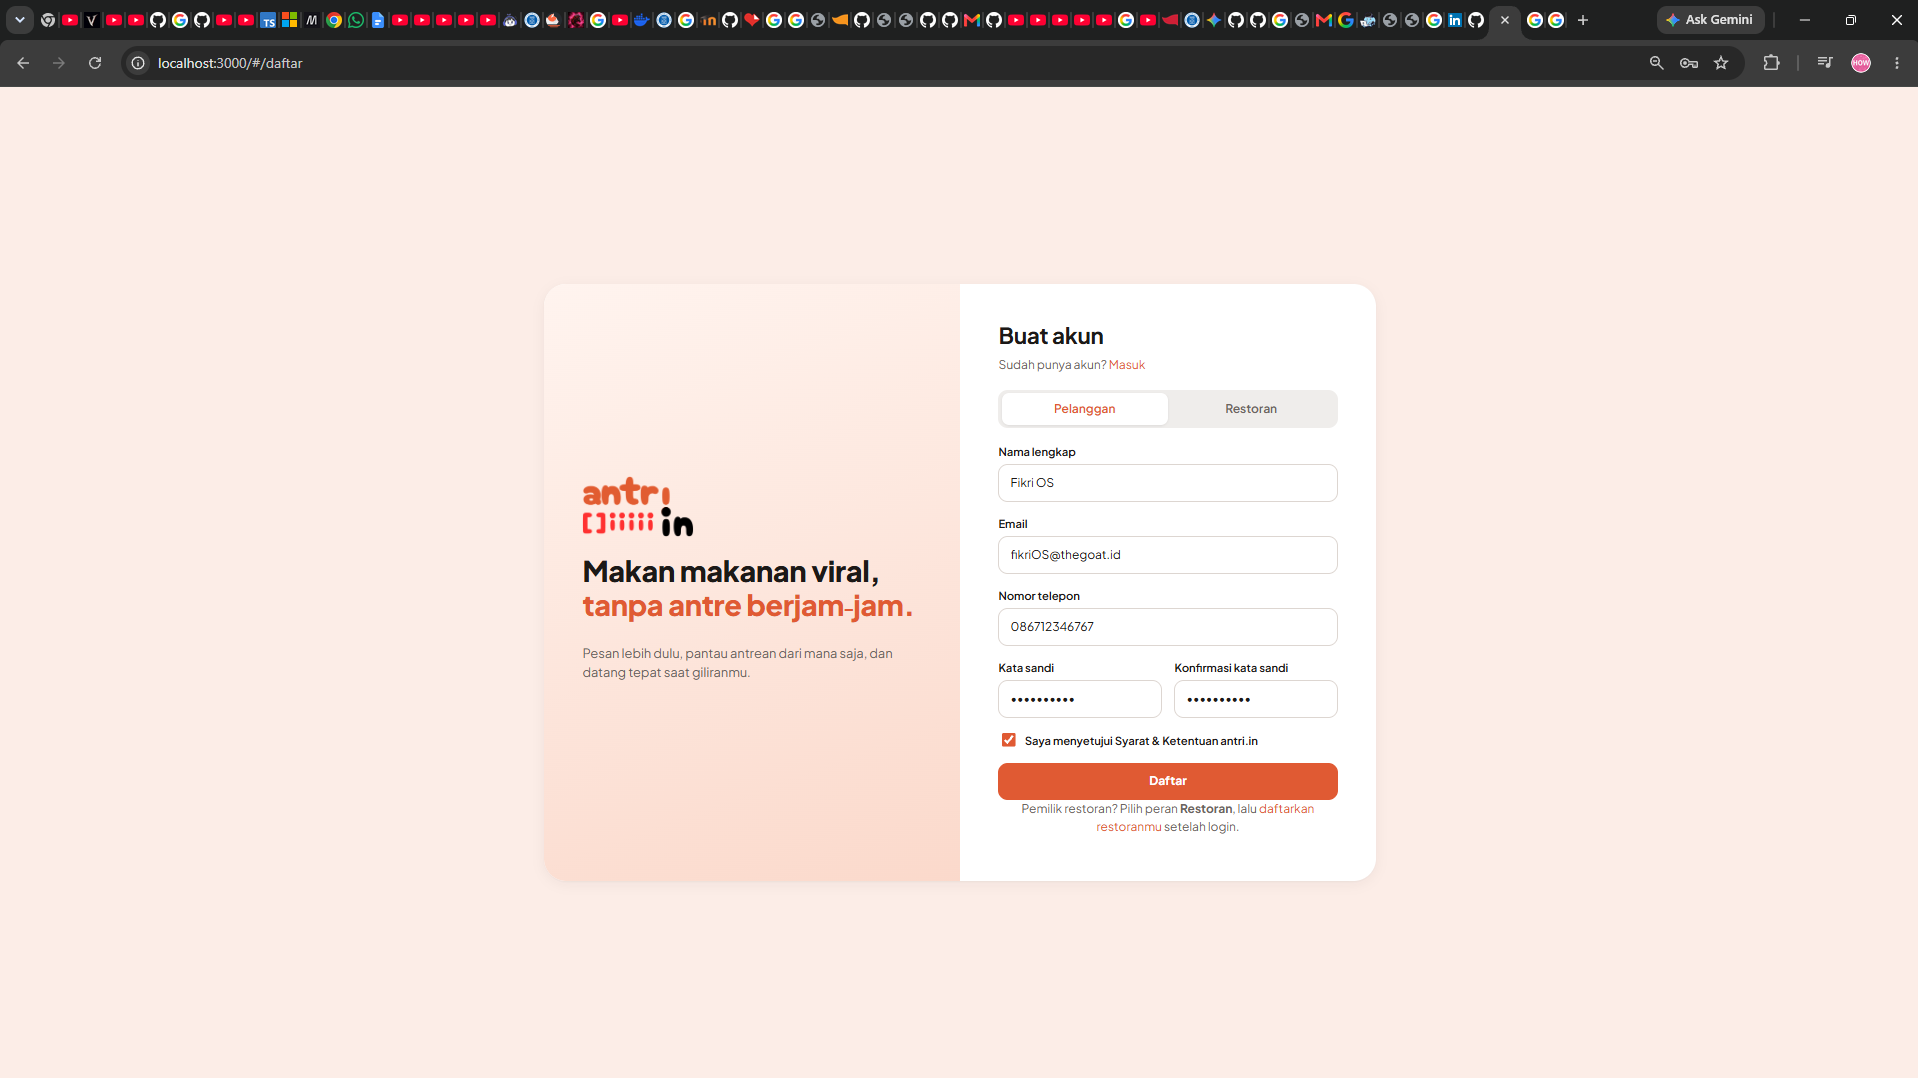 Ask Gemini
localhost:3000/#/daftar
HOW
antri
[]iiiii in
Makan makanan viral,
tanpa antre berjam-jam.
Pesan lebih dulu, pantau antrean dari mana saja, dan
datang tepat saat giliranmu.
Buat akun
Sudah punya akun? Masuk
Pelanggan
Restoran
Nama lengkap
Fikri OS
Email
fikriOS@thegoat.id
Nomor telepon
086712346767
Kata sandi
Konfirmasi kata sandi
••••••••••
••••••••••
Saya menyetujui Syarat & Ketentuan antri.in
Daftar
Pemilik restoran? Pilih peran Restoran, lalu daftarkan
restoranmu setelah login.